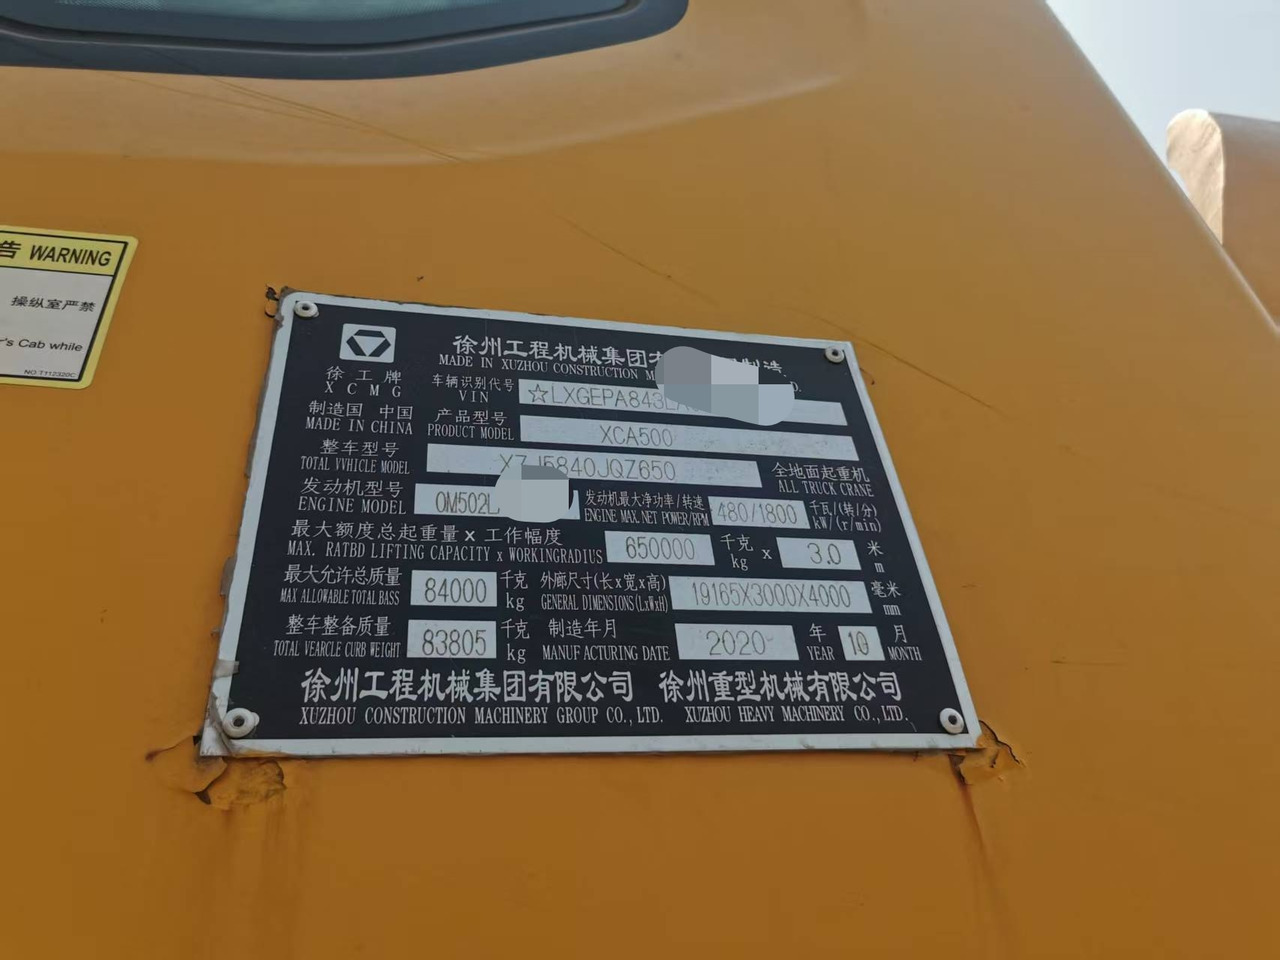 告 WARNING
操纵室严禁
r's Cab while
NO.T112320C
徐州工程机械集团有 制造
MADE IN XUZHOU CONSTRUCTION M
徐工牌
XCMG
车辆识别代号
VIN
☆LXGEPA843
制造国 中国
MADE IN CHINA
产品型号
PRODUCT MODEL
XCA500
整车型号
TOTAL VVHICLE MODEL
XZJ5840JQZ650
全地面起重机
ALL TRUCK CRANE
发动机型号
ENGINE MODEL
OM502L
发动机最大净功率/转速
ENGINE MAX.NET POWER/RPM
480/1800
千瓦/(转/分)
kW/(r/min)
最大额度总起重量 x 工作幅度
MAX. RATBD LIFTING CAPACITY x WORKINGRADIUS
650000
千克
kg
x
3.0
米
m
最大允许总质量
MAX ALLOWABLE TOTAL BASS
84000
千克
kg
外廊尺寸(长x宽x高)
GENERAL DIMENSIONS(LxWxH)
19165X3000X4000
毫米
mm
整车整备质量
TOTAL VEARCLE CURB WEIGHT
83805
千克
kg
制造年月
MANUFACTURING DATE
2020
年
YEAR
10
月
MONTH
徐州工程机械集团有限公司 徐州重型机械有限公司
XUZHOU CONSTRUCTION MACHINERY GROUP CO., LTD. XUZHOU HEAVY MACHINERY CO., LTD.